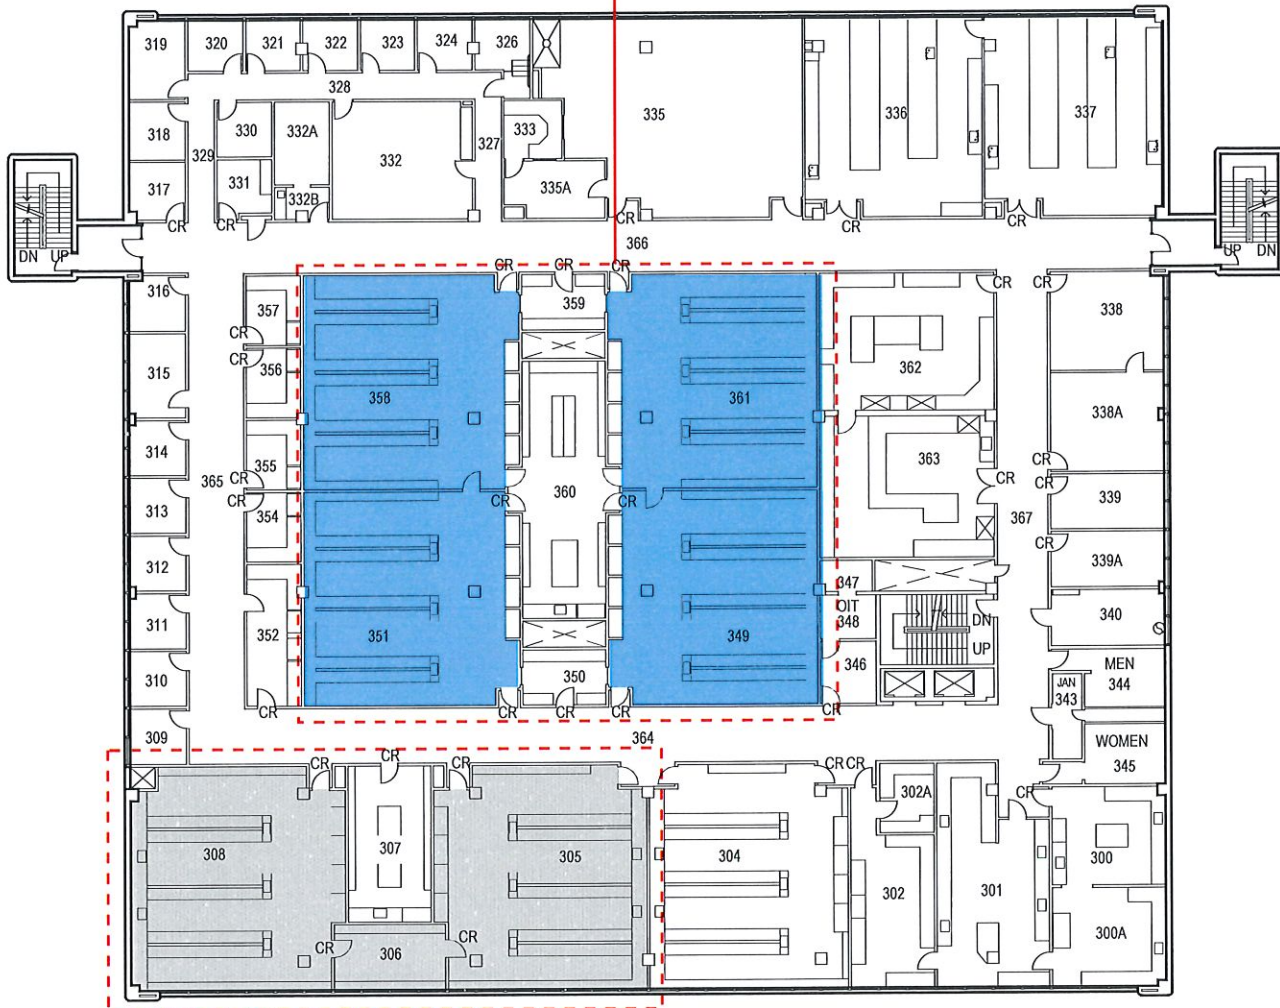 319 320 321 322 323 324 326
328
318 330 332A 333 335 336 337
329 332 327
317 331 332B 335A
CR CR CR CR CR
DN UP 366 UP DN
CR CR CR
316 357 359 CR CR 338
CR
CR
315 356 358 361 362
338A
314 355 363
365 CR 360 CR CR
CR CR CR CR
313 354 367 339
CR
312 347 339A
OIT
348
311 352 351 349 DN 340
UP
310 350 346 MEN
344
JAN
343
CR CR CR CR CR
309 364 WOMEN
345
CR CR CR CR CR
302A CR
308 307 305 304 300
302 301
CR CR
306 300A